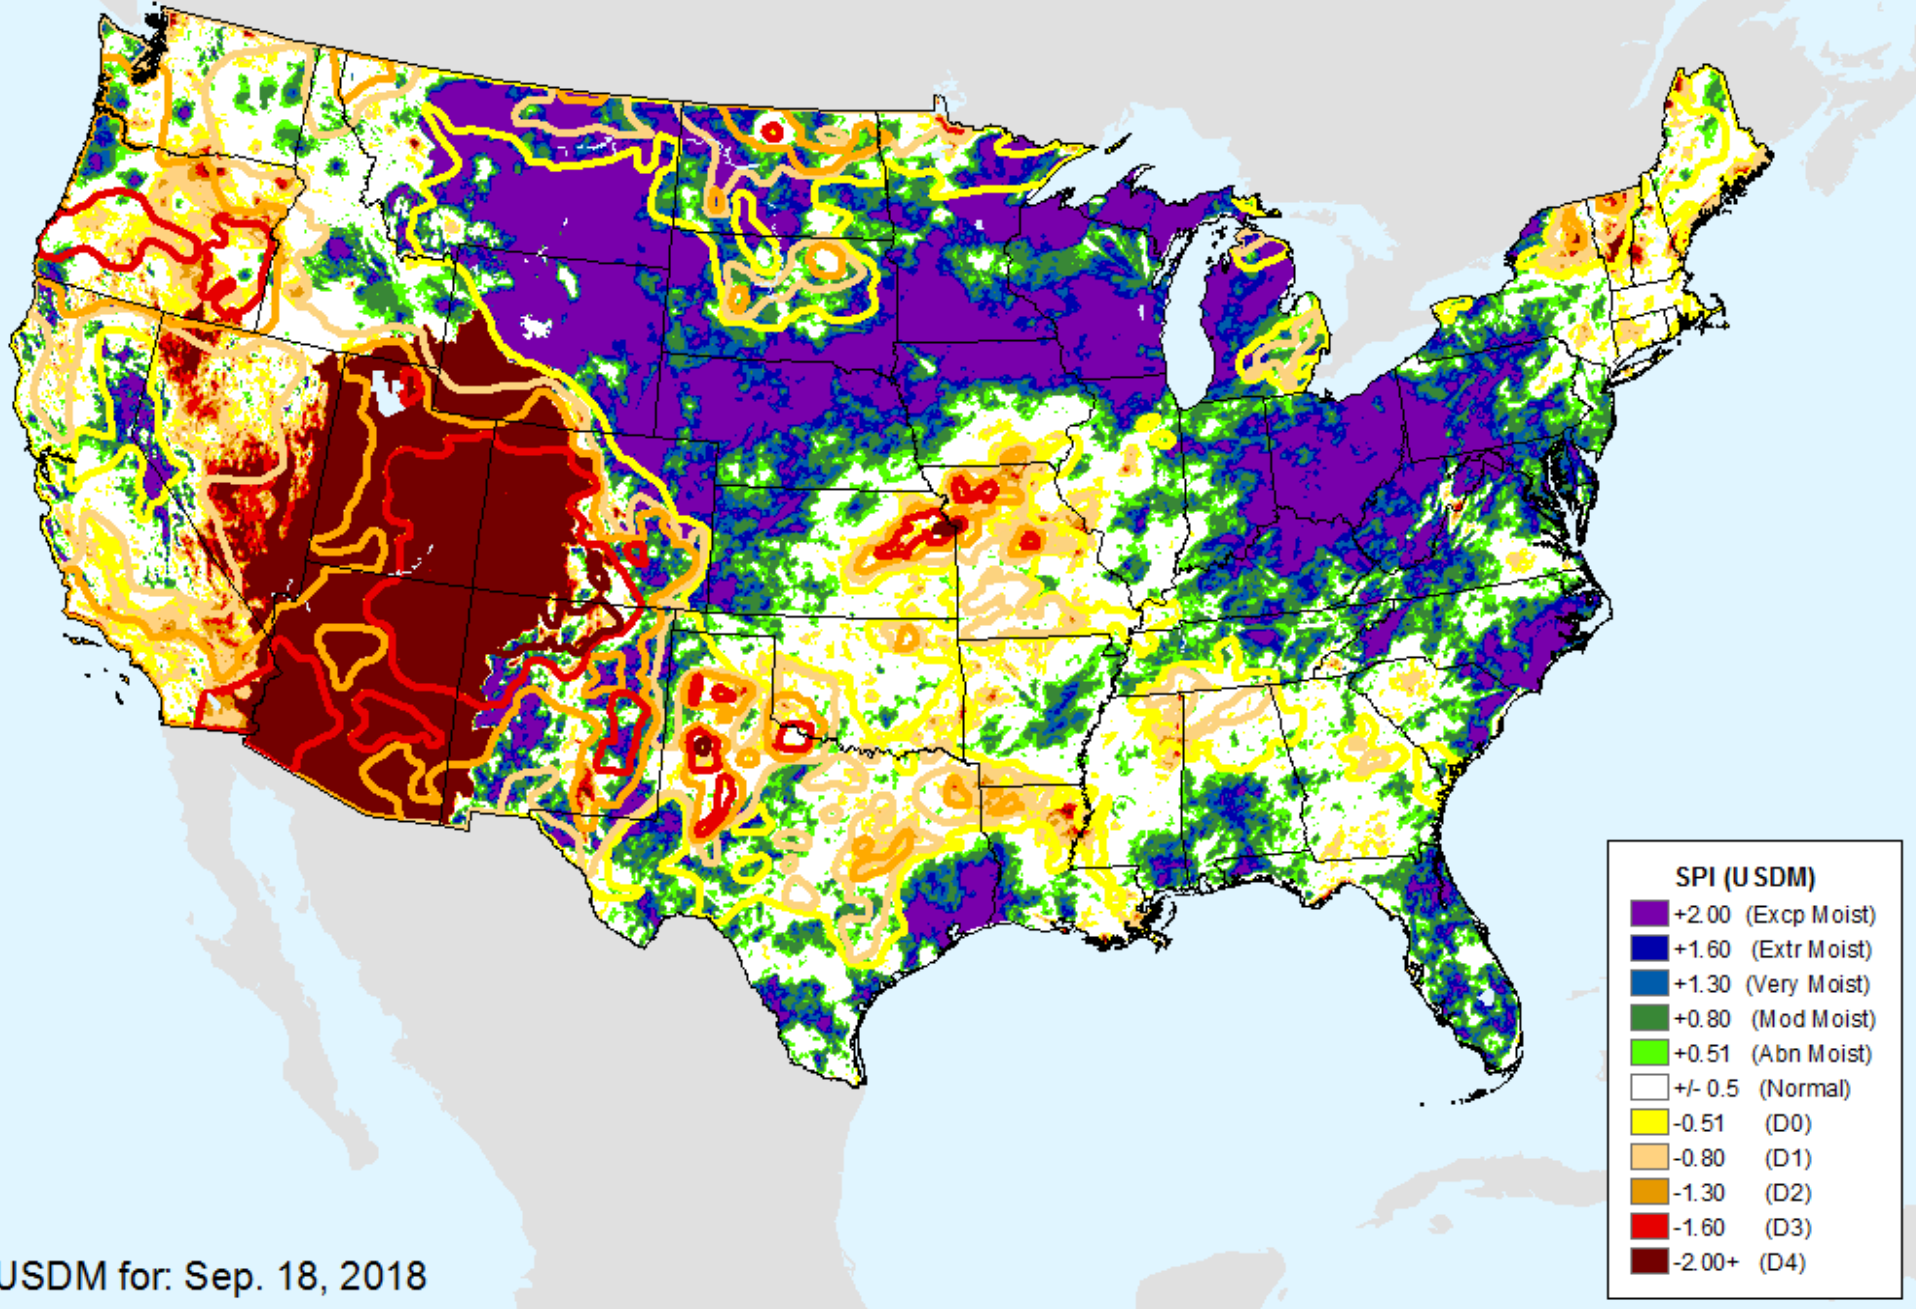 SPI (USDM)
+2.00 (Excp Moist)
+1.60 (Extr Moist)
+1.30 (Very Moist)
+0.80 (Mod Moist)
+0.51 (Abn Moist)
+/- 0.5 (Normal)
-0.51 (D0)
-0.80 (D1)
-1.30 (D2)
-1.60 (D3)
-2.00+ (D4)
USDM for: Sep. 18, 2018